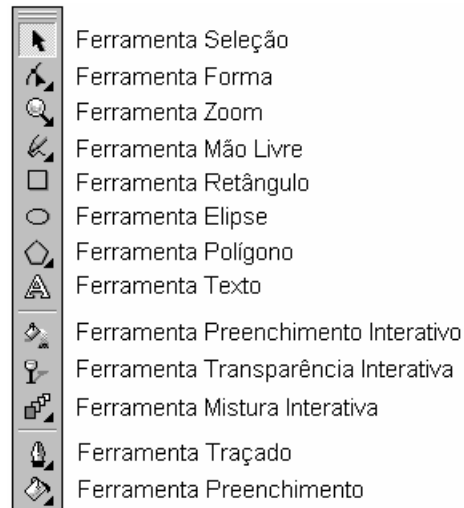 Ferramenta Seleção
Ferramenta Forma
Ferramenta Zoom
Ferramenta Mão Livre
Ferramenta Retângulo
Ferramenta Elipse
Ferramenta Polígono
Ferramenta Texto
Ferramenta Preenchimento Interativo
Ferramenta Transparência Interativa
Ferramenta Mistura Interativa
Ferramenta Traçado
Ferramenta Preenchimento